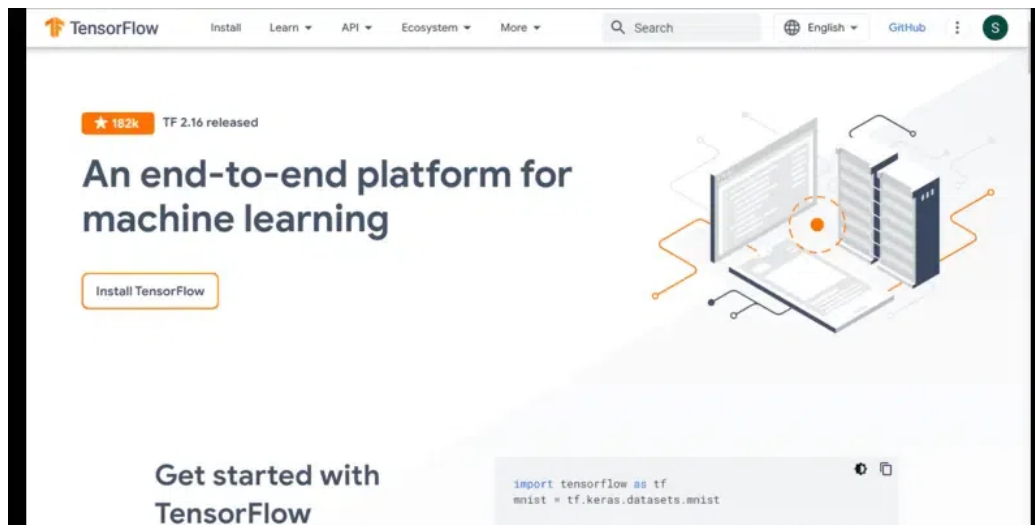 TensorFlow Install Learn API Ecosystem More Search English GitHub S
182k TF 2.16 released
An end-to-end platform for
machine learning
Install TensorFlow
Get started with
TensorFlow
import tensorflow as tf
mnist = tf.keras.datasets.mnist